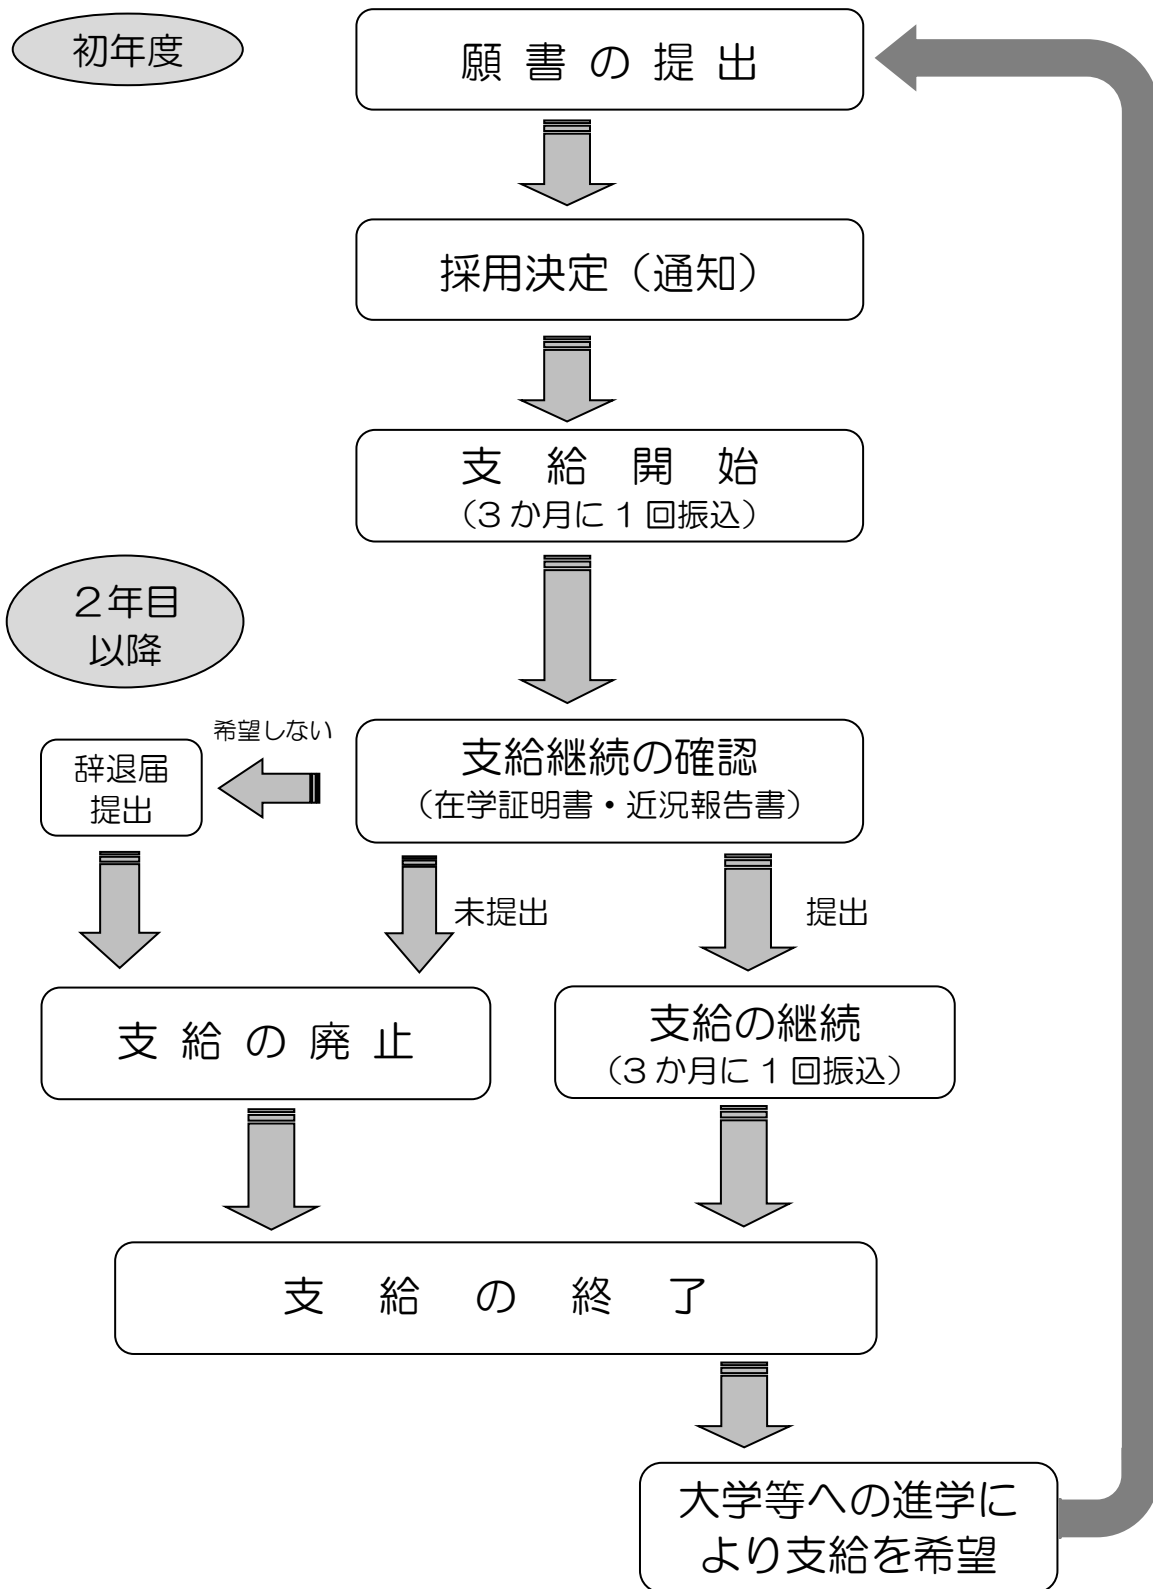 初年度
願書の提出
採用決定（通知）
支給開始
（3か月に1回振込）
２年目
以降
希望しない
辞退届
提出
支給継続の確認
（在学証明書・近況報告書）
未提出
提出
支給の廃止
支給の継続
（3か月に1回振込）
支給の終了
大学等への進学に
より支給を希望